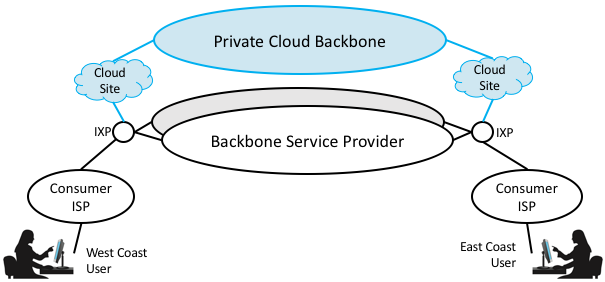 Private Cloud Backbone
Cloud
Site
Cloud
Site
IXP
Backbone Service Provider
IXP
Consumer
ISP
Consumer
ISP
West Coast
User
East Coast
User